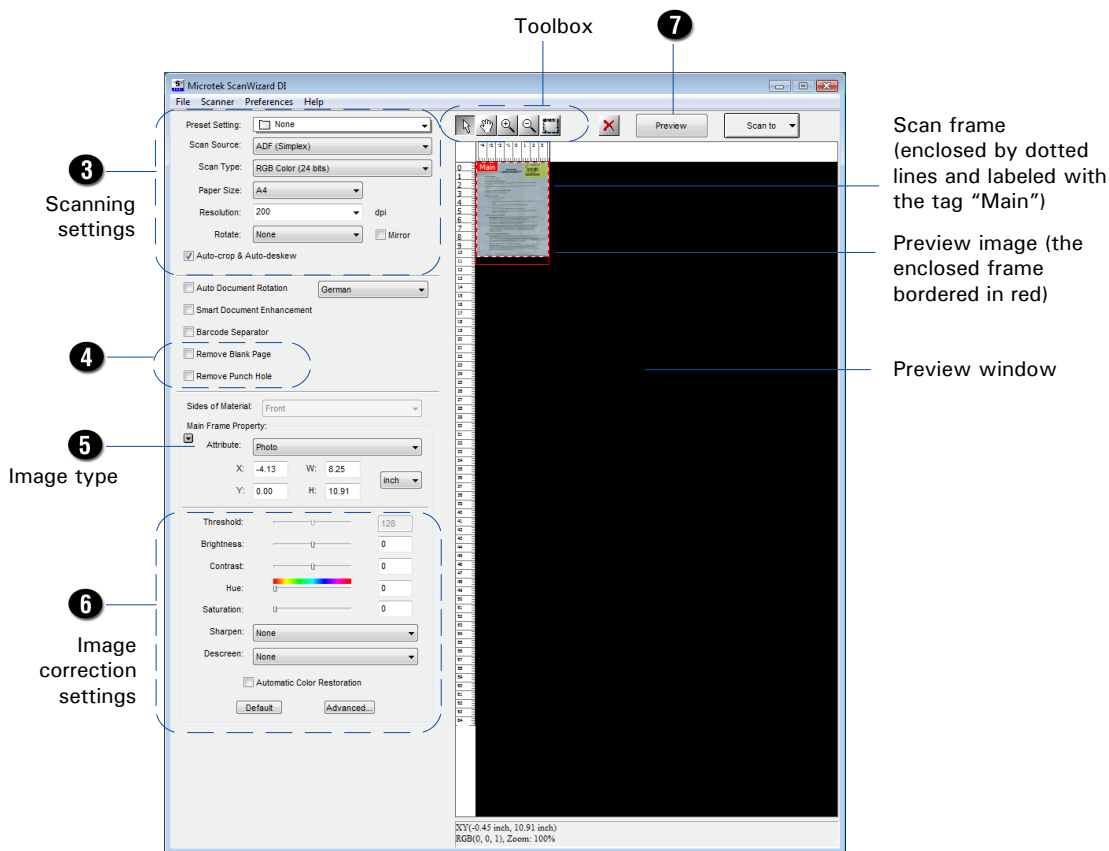 Toolbox
7
Microtek ScanWizard DI
File Scanner Preferences Help
Preset Setting: None
Scan Source: ADF (Simplex)
Scan Type: RGB Color (24 bits)
Paper Size: A4
Resolution: 200 dpi
Rotate: None Mirror
Auto-crop & Auto-deskew
3
Scanning
settings
Auto Document Rotation German
Smart Document Enhancement
Barcode Separator
4
Remove Blank Page
Remove Punch Hole
Sides of Material: Front
Main Frame Property:
5
Image type
Attribute: Photo
X: -4.13 W: 8.25 inch
Y: 0.00 H: 10.91
Threshold: 128
Brightness: 0
Contrast: 0
Hue: 0
Saturation: 0
6
Image
correction
settings
Sharpen: None
Descreen: None
Automatic Color Restoration
Default Advanced...
Preview Scan to
Main
Scan frame
(enclosed by dotted
lines and labeled with
the tag “Main”)
Preview image (the
enclosed frame
bordered in red)
Preview window
XY(-0.45 inch, 10.91 inch)
RGB(0, 0, 1), Zoom: 100%